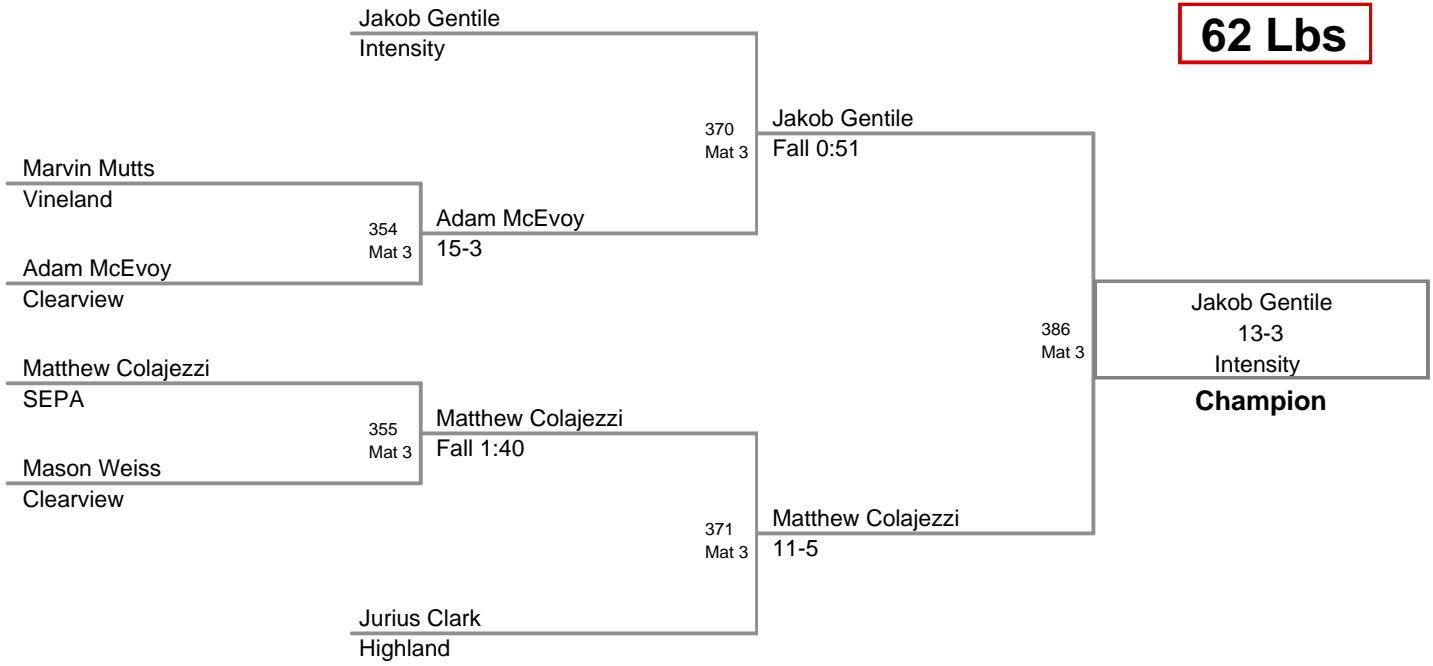 Jakob Gentile
Intensity
62 Lbs
370
Mat 3
Jakob Gentile
Fall 0:51
Marvin Mutts
Vineland
354
Mat 3
Adam McEvoy
15-3
Adam McEvoy
Clearview
386
Mat 3
Jakob Gentile
13-3
Intensity
Champion
Matthew Colajezzi
SEPA
355
Mat 3
Matthew Colajezzi
Fall 1:40
Mason Weiss
Clearview
371
Mat 3
Matthew Colajezzi
11-5
Jurius Clark
Highland